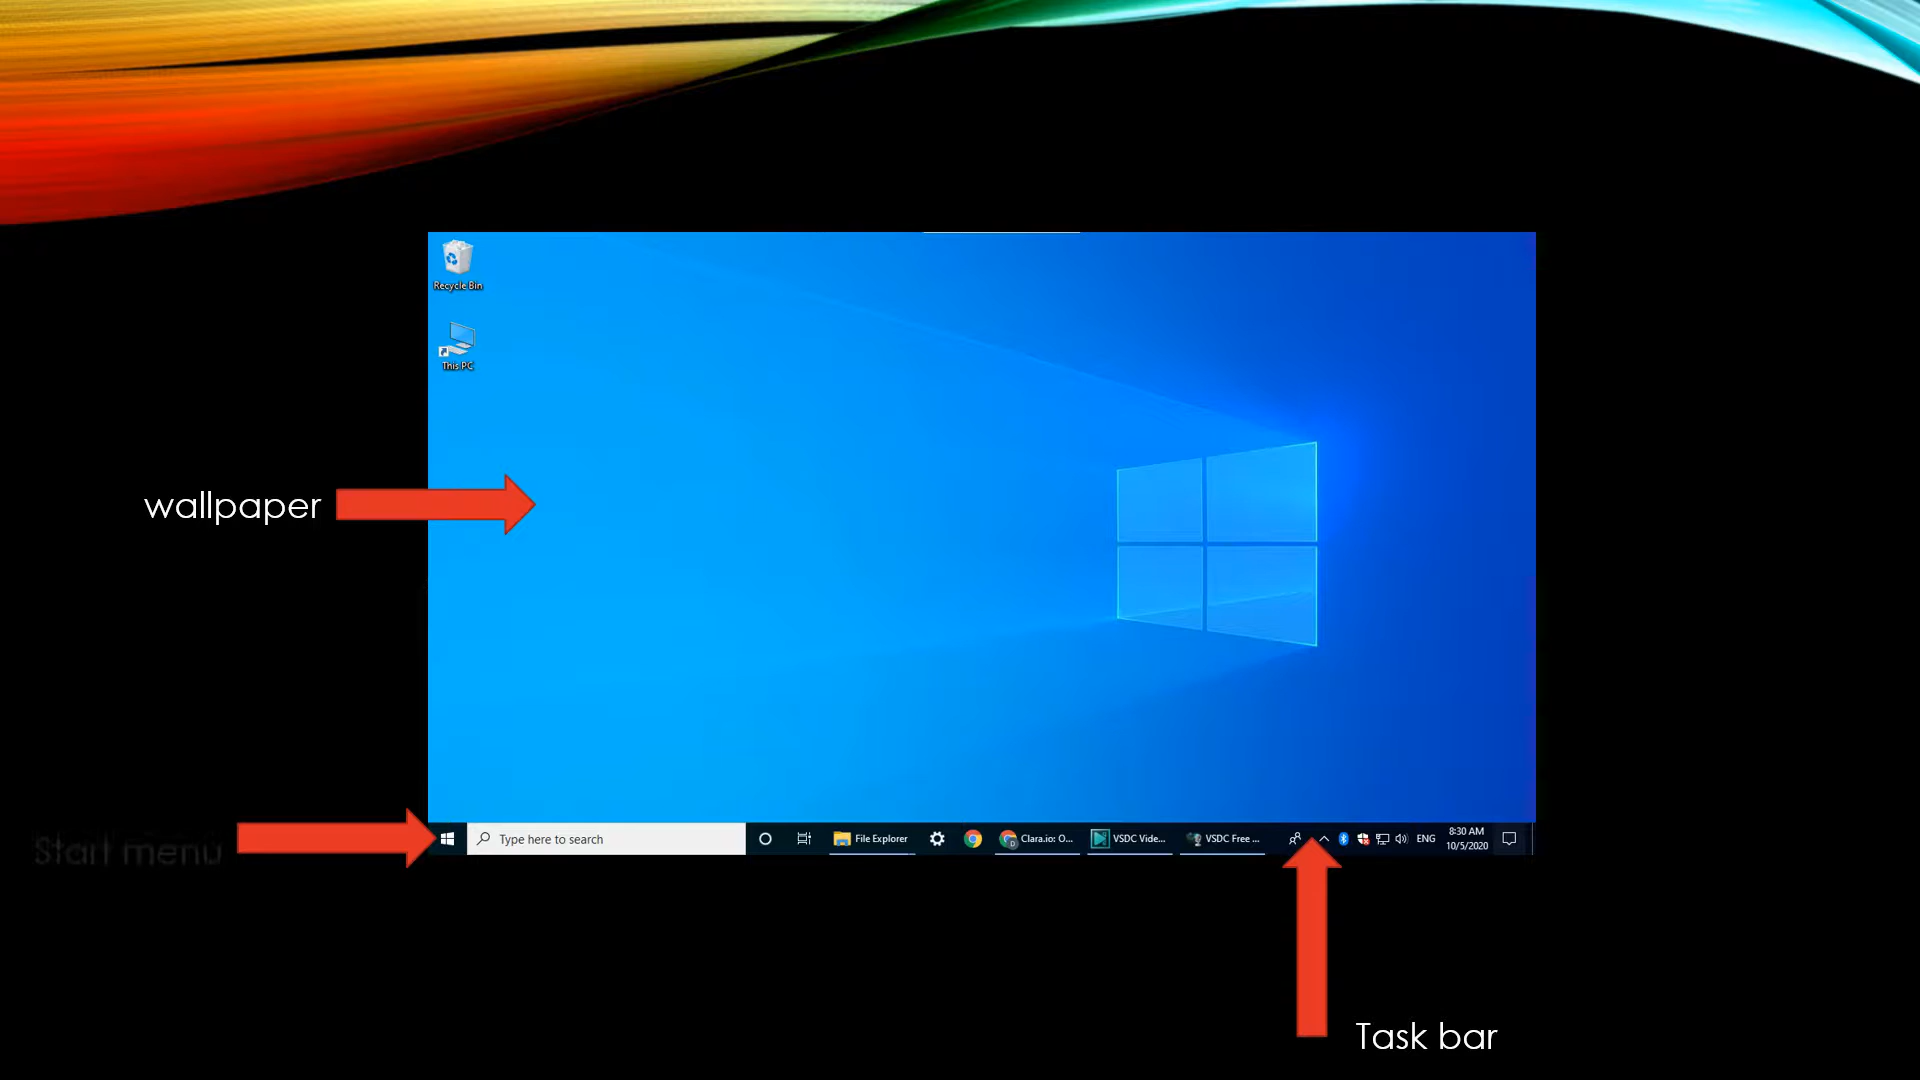 Recycle Bin
This PC
wallpaper
Start menu
Type here to search
File Explorer
Clara.io: O...
VSDC Vide...
VSDC Free ...
ENG
8:30 AM
10/5/2020
Task bar